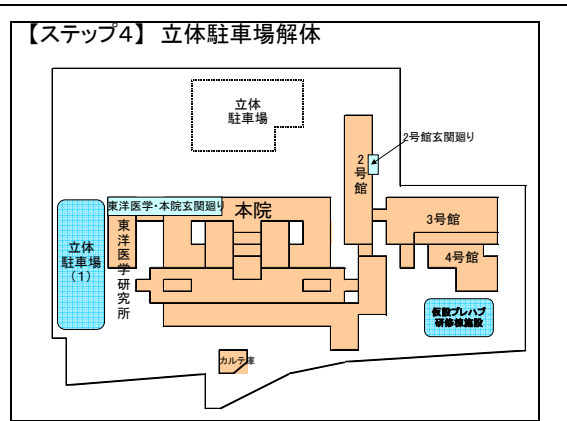 【ステップ4】 立体駐車場解体
立体
駐車場
2号館玄関廻り
2号館
東洋医学・本院玄関廻り
本院
3号館
東洋医学研究所
立体
駐車場
(1)
4号館
仮設プレハブ
研修棟施設
カルテ庫